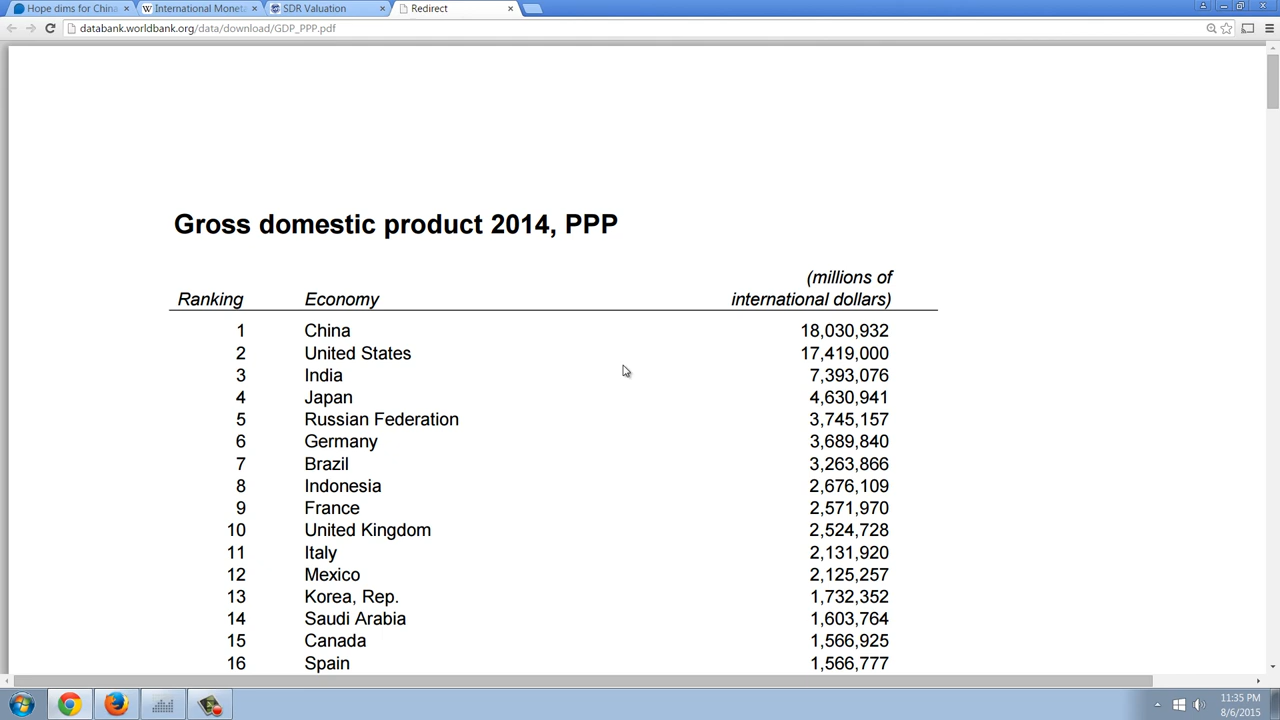 Hope dims for China
International Moneta
SDR Valuation
Redirect
databank.worldbank.org/data/download/GDP_PPP.pdf
Gross domestic product 2014, PPP
(millions of
Ranking Economy international dollars)
1 China 18,030,932
2 United States 17,419,000
3 India 7,393,076
4 Japan 4,630,941
5 Russian Federation 3,745,157
6 Germany 3,689,840
7 Brazil 3,263,866
8 Indonesia 2,676,109
9 France 2,571,970
10 United Kingdom 2,524,728
11 Italy 2,131,920
12 Mexico 2,125,257
13 Korea, Rep. 1,732,352
14 Saudi Arabia 1,603,764
15 Canada 1,566,925
16 Spain 1,566,777
11:35 PM
8/6/2015